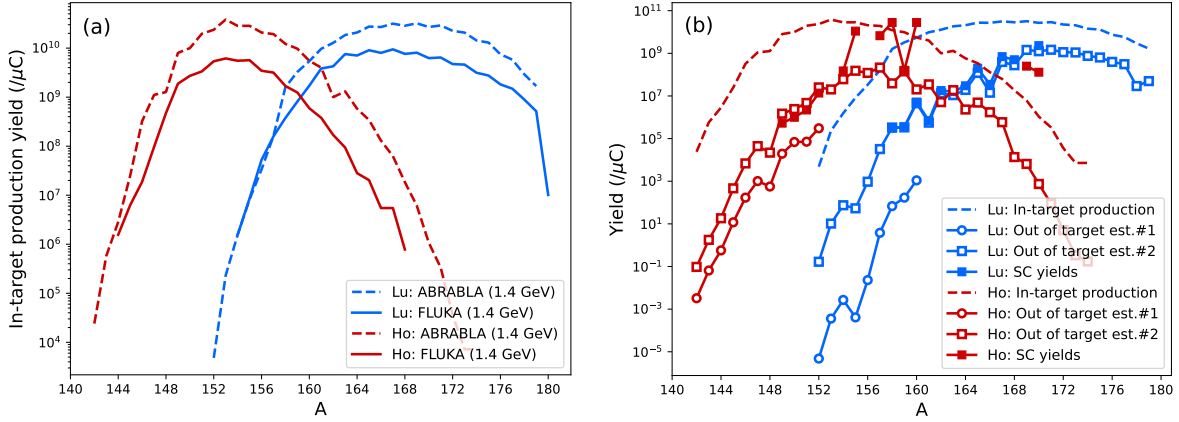 (a)
In-target production yield (/μC)
10^10
10^9
10^8
10^7
10^6
10^5
10^4
Lu: ABRABLA (1.4 GeV)
Lu: FLUKA (1.4 GeV)
Ho: ABRABLA (1.4 GeV)
Ho: FLUKA (1.4 GeV)
140 144 148 152 156 160 164 168 172 176 180
A
(b)
Yield (/μC)
10^11
10^9
10^7
10^5
10^3
10^1
10^−1
10^−3
10^−5
Lu: In-target production
Lu: Out of target est.#1
Lu: Out of target est.#2
Lu: SC yields
Ho: In-target production
Ho: Out of target est.#1
Ho: Out of target est.#2
Ho: SC yields
140 144 148 152 156 160 164 168 172 176 180
A